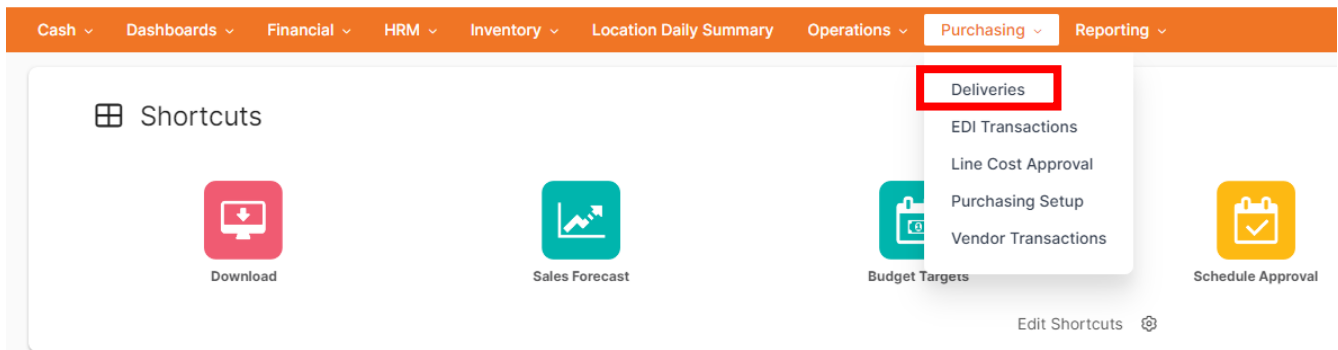 Cash Dashboards Financial HRM Inventory Location Daily Summary Operations Purchasing Reporting
Deliveries
EDI Transactions
Line Cost Approval
Purchasing Setup
Vendor Transactions
Shortcuts
Download
Sales Forecast
Budget Targets
Schedule Approval
Edit Shortcuts